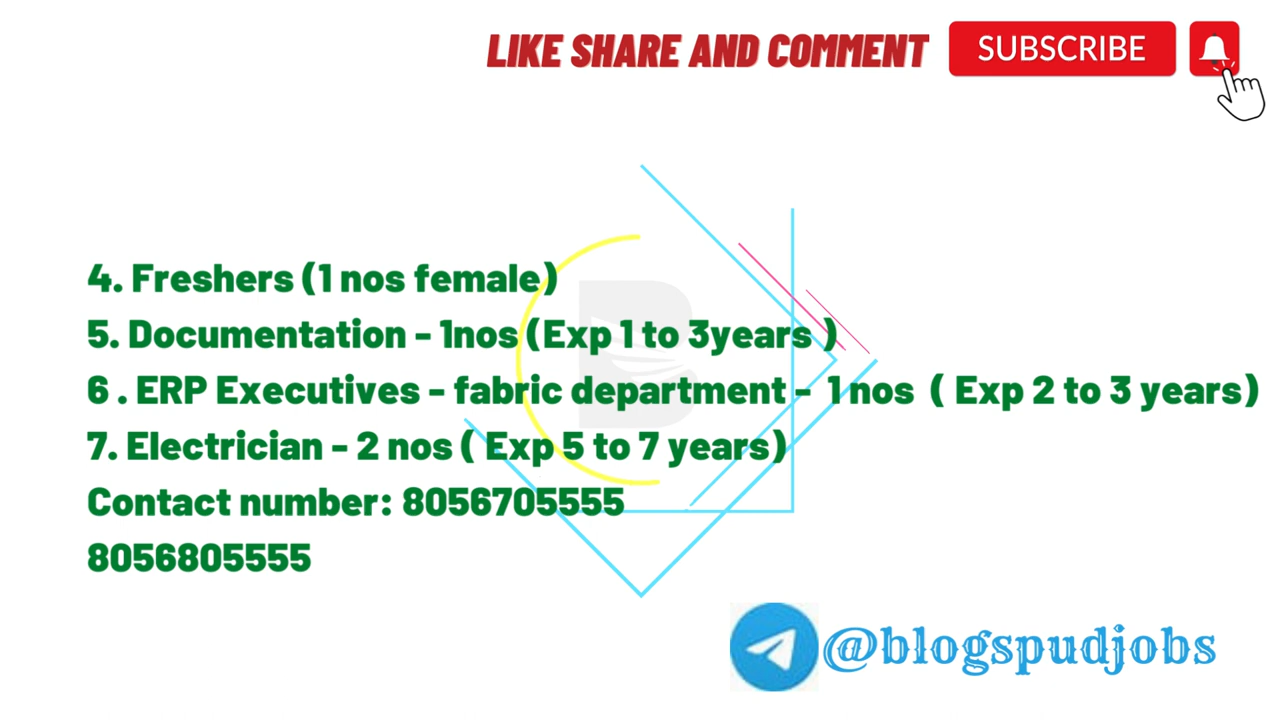 LIKE SHARE AND COMMENT
SUBSCRIBE
4. Freshers (1 nos female)
5. Documentation - 1nos (Exp 1 to 3years )
6 . ERP Executives - fabric department - 1 nos ( Exp 2 to 3 years)
7. Electrician - 2 nos ( Exp 5 to 7 years)
Contact number: 8056705555
8056805555
@blogspudjobs